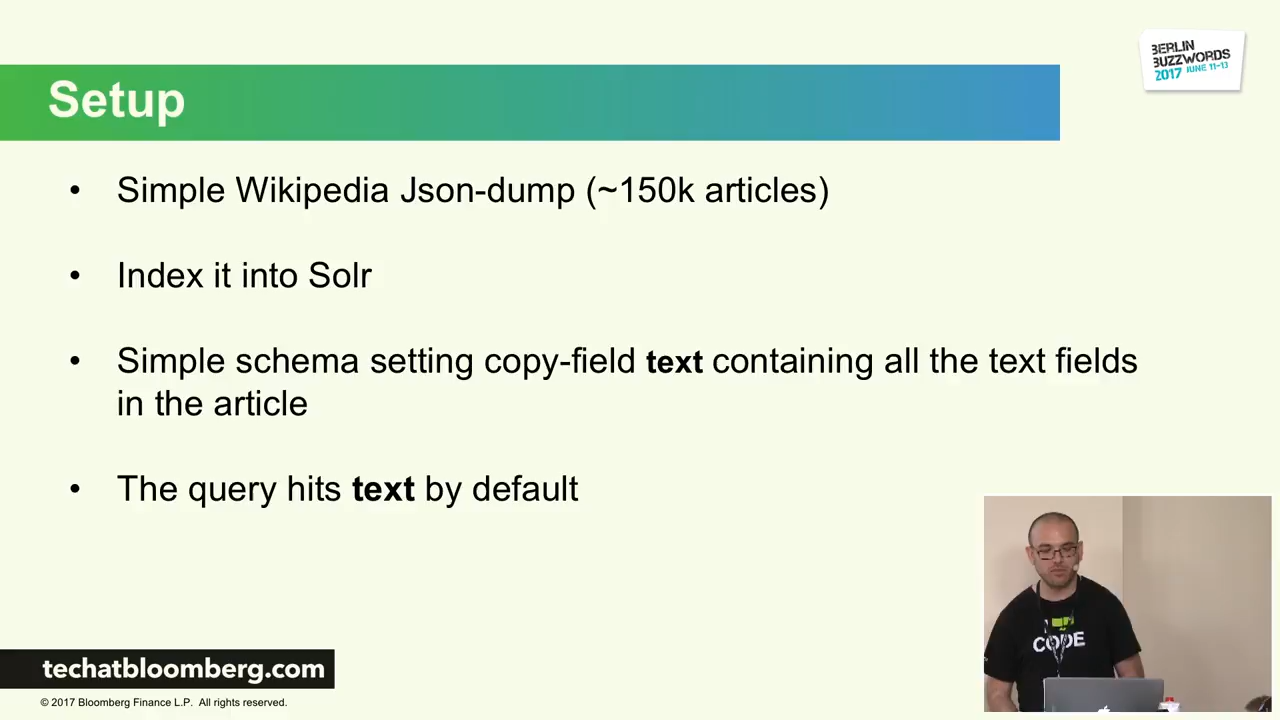 BERLIN
BUZZWORDS
2017 JUNE 11-13
Setup
• Simple Wikipedia Json-dump (~150k articles)
• Index it into Solr
• Simple schema setting copy-field text containing all the text fields
in the article
• The query hits text by default
CODE
techatbloomberg.com
© 2017 Bloomberg Finance L.P. All rights reserved.